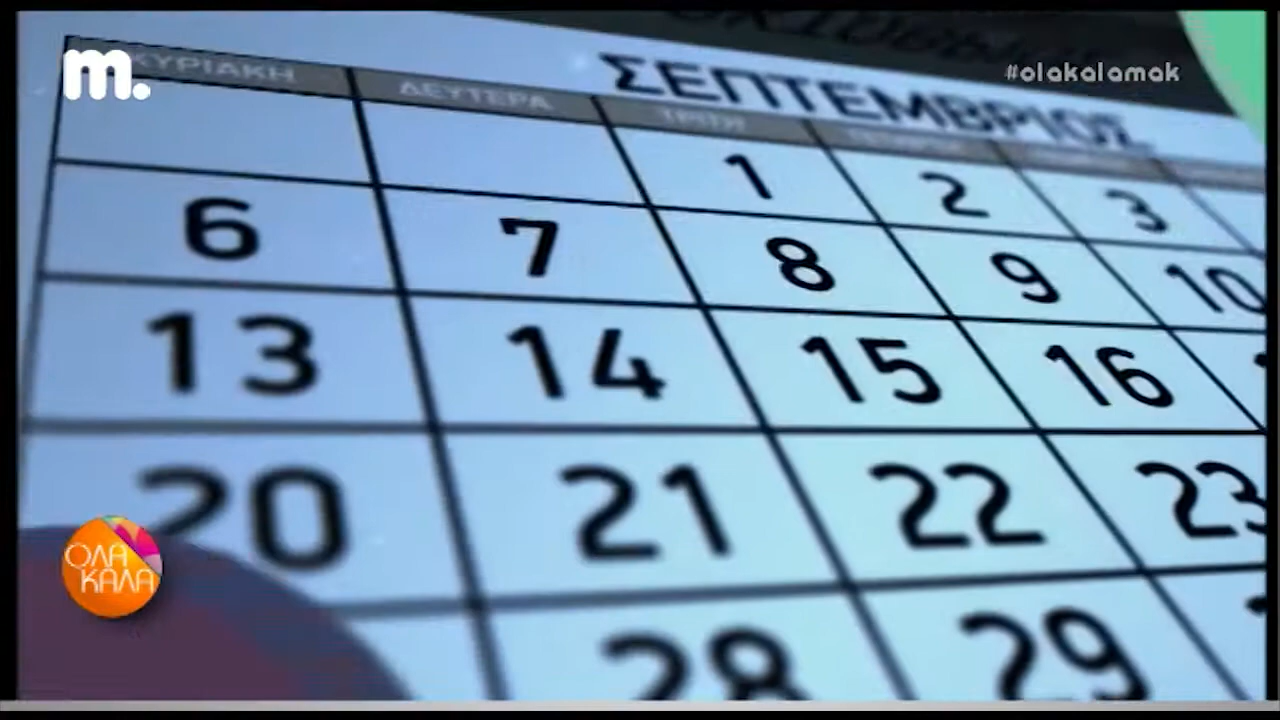 m.
#olakalamak
ΣΕΠΤΕΜΒΡΙΟΣ
ΚΥΡΙΑΚΗ ΔΕΥΤΕΡΑ ΤΡΙΤΗ
1 2 3
6 7 8 9 10
13 14 15 16
20 21 22 23
28 29
ΟΛΑ
ΚΑΛΑ